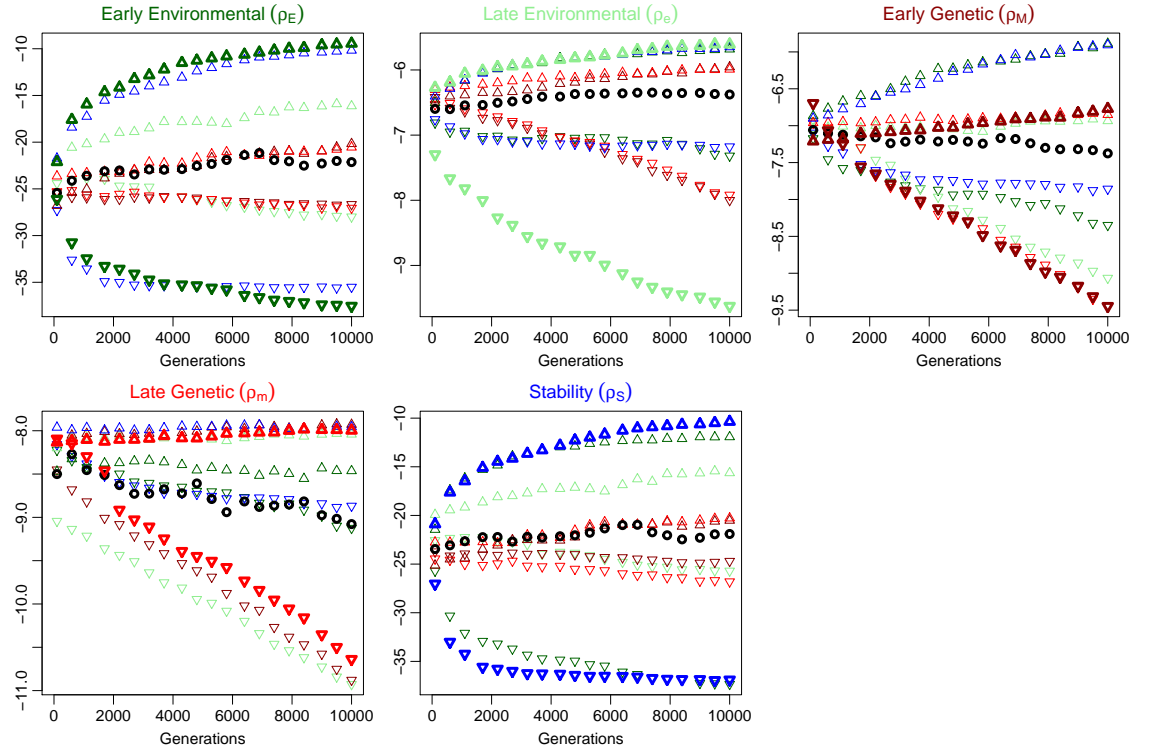 Early Environmental (ρE)
Late Environmental (ρe)
Early Genetic (ρM)
-10
-15
-20
-25
-30
-35
0 2000 4000 6000 8000 10000
Generations
-6
-7
-8
-9
0 2000 4000 6000 8000 10000
Generations
-6.5
-7.5
-8.5
-9.5
0 2000 4000 6000 8000 10000
Generations
Late Genetic (ρm)
Stability (ρS)
-8.0
-9.0
-10.0
-11.0
0 2000 4000 6000 8000 10000
Generations
-10
-15
-20
-25
-30
-35
0 2000 4000 6000 8000 10000
Generations